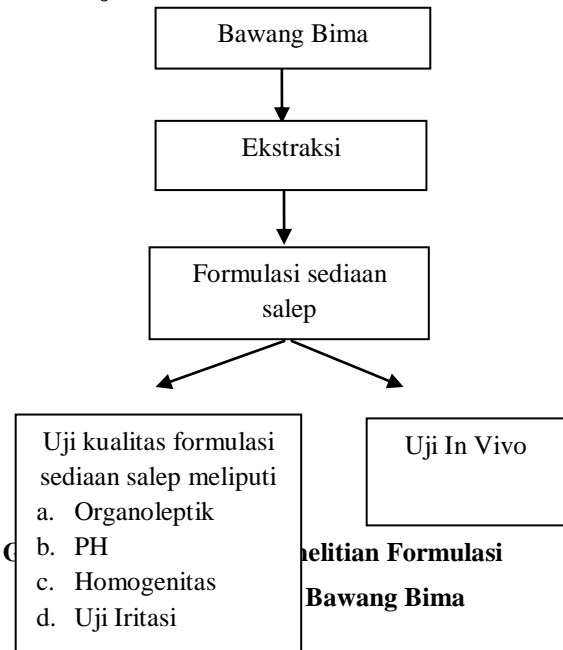 Bawang Bima
Ekstraksi
Formulasi sediaan
salep
Uji kualitas formulasi
sediaan salep meliputi
a. Organoleptik
b. PH
c. Homogenitas
d. Uji Iritasi
Uji In Vivo
Formulasi
Bawang Bima